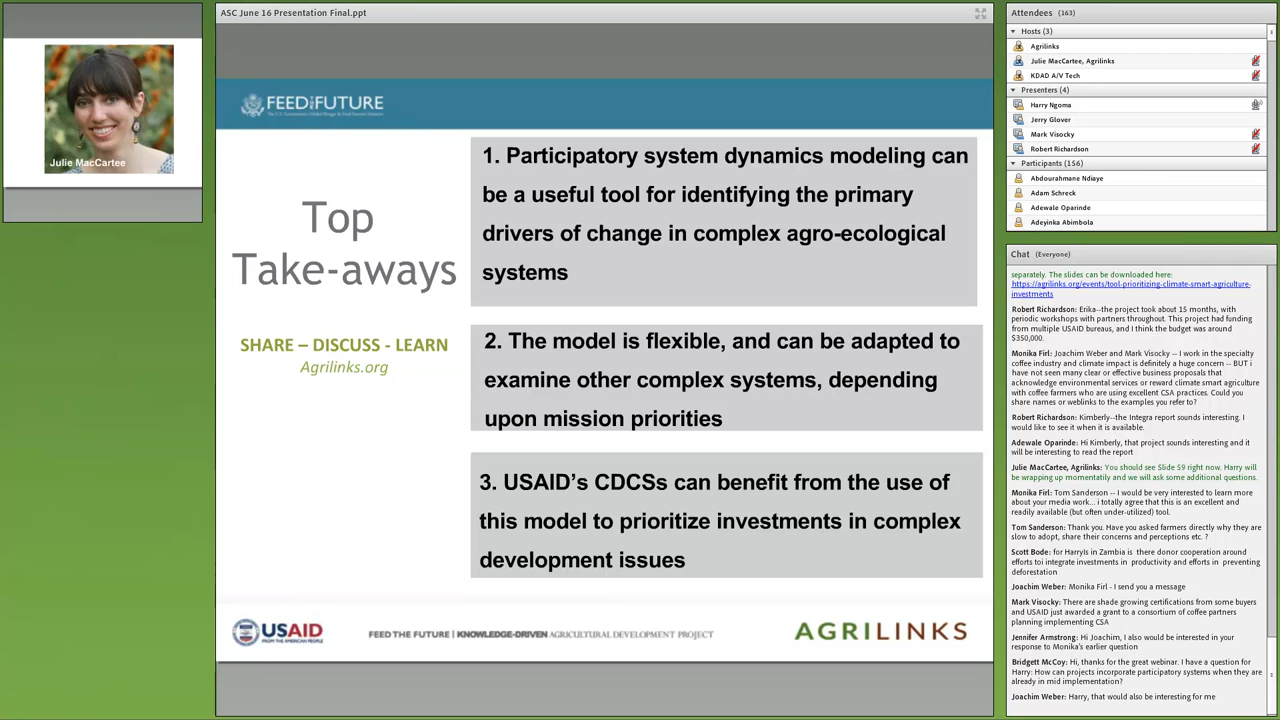 Julie MacCartee
ASC June 16 Presentation Final.ppt
FEED THE FUTURE
The U.S. Government's Global Hunger & Food Security Initiative
Top
Take-aways
SHARE – DISCUSS - LEARN
Agrilinks.org
1. Participatory system dynamics modeling can
be a useful tool for identifying the primary
drivers of change in complex agro-ecological
systems
2. The model is flexible, and can be adapted to
examine other complex systems, depending
upon mission priorities
3. USAID's CDCSs can benefit from the use of
this model to prioritize investments in complex
development issues
USAID
FROM THE AMERICAN PEOPLE
FEED THE FUTURE | KNOWLEDGE-DRIVEN AGRICULTURAL DEVELOPMENT PROJECT
AGRILINKS
Attendees (163)
Hosts (3)
Agrilinks
Julie MacCartee, Agrilinks
KDAD A/V Tech
Presenters (4)
Harry Ngoma
Jerry Glover
Mark Visocky
Robert Richardson
Participants (156)
Abdourahmane Ndiaye
Adam Schreck
Adewale Oparinde
Adeyinka Abimbola
Chat (Everyone)
separately. The slides can be downloaded here:
https://agrilinks.org/events/tool-prioritizing-climate-smart-agriculture-
investments
Robert Richardson: Erika--the project took about 15 months, with
periodic workshops with partners throughout. This project had funding
from multiple USAID bureaus, and I think the budget was around
$350,000.
Monika Firl: Joachim Weber and Mark Visocky -- I work in the specialty
coffee industry and climate impact is definitely a huge concern -- BUT i
have not seen many clear or effective business proposals that
acknowledge environmental services or reward climate smart agriculture
with coffee farmers who are using excellent CSA practices. Could you
share names or weblinks to the examples you refer to?
Robert Richardson: Kimberly--the Integra report sounds interesting. I
would like to see it when it is available.
Adewale Oparinde: Hi Kimberly, that project sounds interesting and it
will be interesting to read the report
Julie MacCartee, Agrilinks: You should see Slide 59 right now. Harry will
be wrapping up momentatily and we will ask some additional questions.
Monika Firl: Tom Sanderson -- I would be very interested to learn more
about your media work... i totally agree that this is an excellent and
readily available (but often under-utilized) tool.
Tom Sanderson: Thank you. Have you asked farmers directly why they are
slow to adopt, share their concerns and perceptions etc. ?
Scott Bode: for HarryIs in Zambia is there donor cooperation around
efforts toi integrate investments in productivity and efforts in preventing
deforestation
Joachim Weber: Monika Firl - I send you a message
Mark Visocky: There are shade growing certifications from some buyers
and USAID just awarded a grant to a consortium of coffee partners
planning implementing CSA
Jennifer Armstrong: Hi Joachim, I also would be interested in your
response to Monika's earlier question
Bridgett McCoy: Hi, thanks for the great webinar. I have a question for
Harry: How can projects incorporate participatory systems when they are
already in mid implementation?
Joachim Weber: Harry, that would also be interesting for me